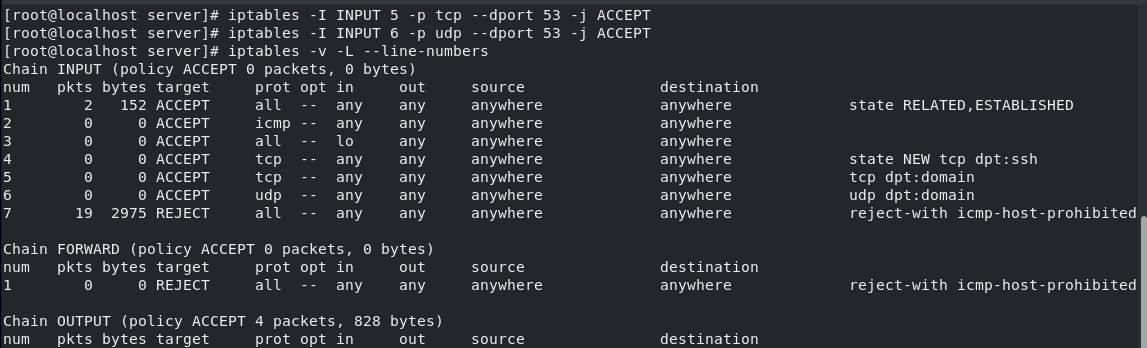 [root@localhost server]# iptables -I INPUT 5 -p tcp --dport 53 -j ACCEPT
[root@localhost server]# iptables -I INPUT 6 -p udp --dport 53 -j ACCEPT
[root@localhost server]# iptables -v -L --line-numbers
Chain INPUT (policy ACCEPT 0 packets, 0 bytes)
num   pkts bytes target     prot opt in     out     source               destination
1        2   152 ACCEPT     all  --  any    any     anywhere             anywhere             state RELATED,ESTABLISHED
2        0     0 ACCEPT     icmp --  any    any     anywhere             anywhere
3        0     0 ACCEPT     all  --  lo     any     anywhere             anywhere
4        0     0 ACCEPT     tcp  --  any    any     anywhere             anywhere             state NEW tcp dpt:ssh
5        0     0 ACCEPT     tcp  --  any    any     anywhere             anywhere             tcp dpt:domain
6        0     0 ACCEPT     udp  --  any    any     anywhere             anywhere             udp dpt:domain
7       19  2975 REJECT     all  --  any    any     anywhere             anywhere             reject-with icmp-host-prohibited
Chain FORWARD (policy ACCEPT 0 packets, 0 bytes)
num   pkts bytes target     prot opt in     out     source               destination
1        0     0 REJECT     all  --  any    any     anywhere             anywhere             reject-with icmp-host-prohibited
Chain OUTPUT (policy ACCEPT 4 packets, 828 bytes)
num   pkts bytes target     prot opt in     out     source               destination